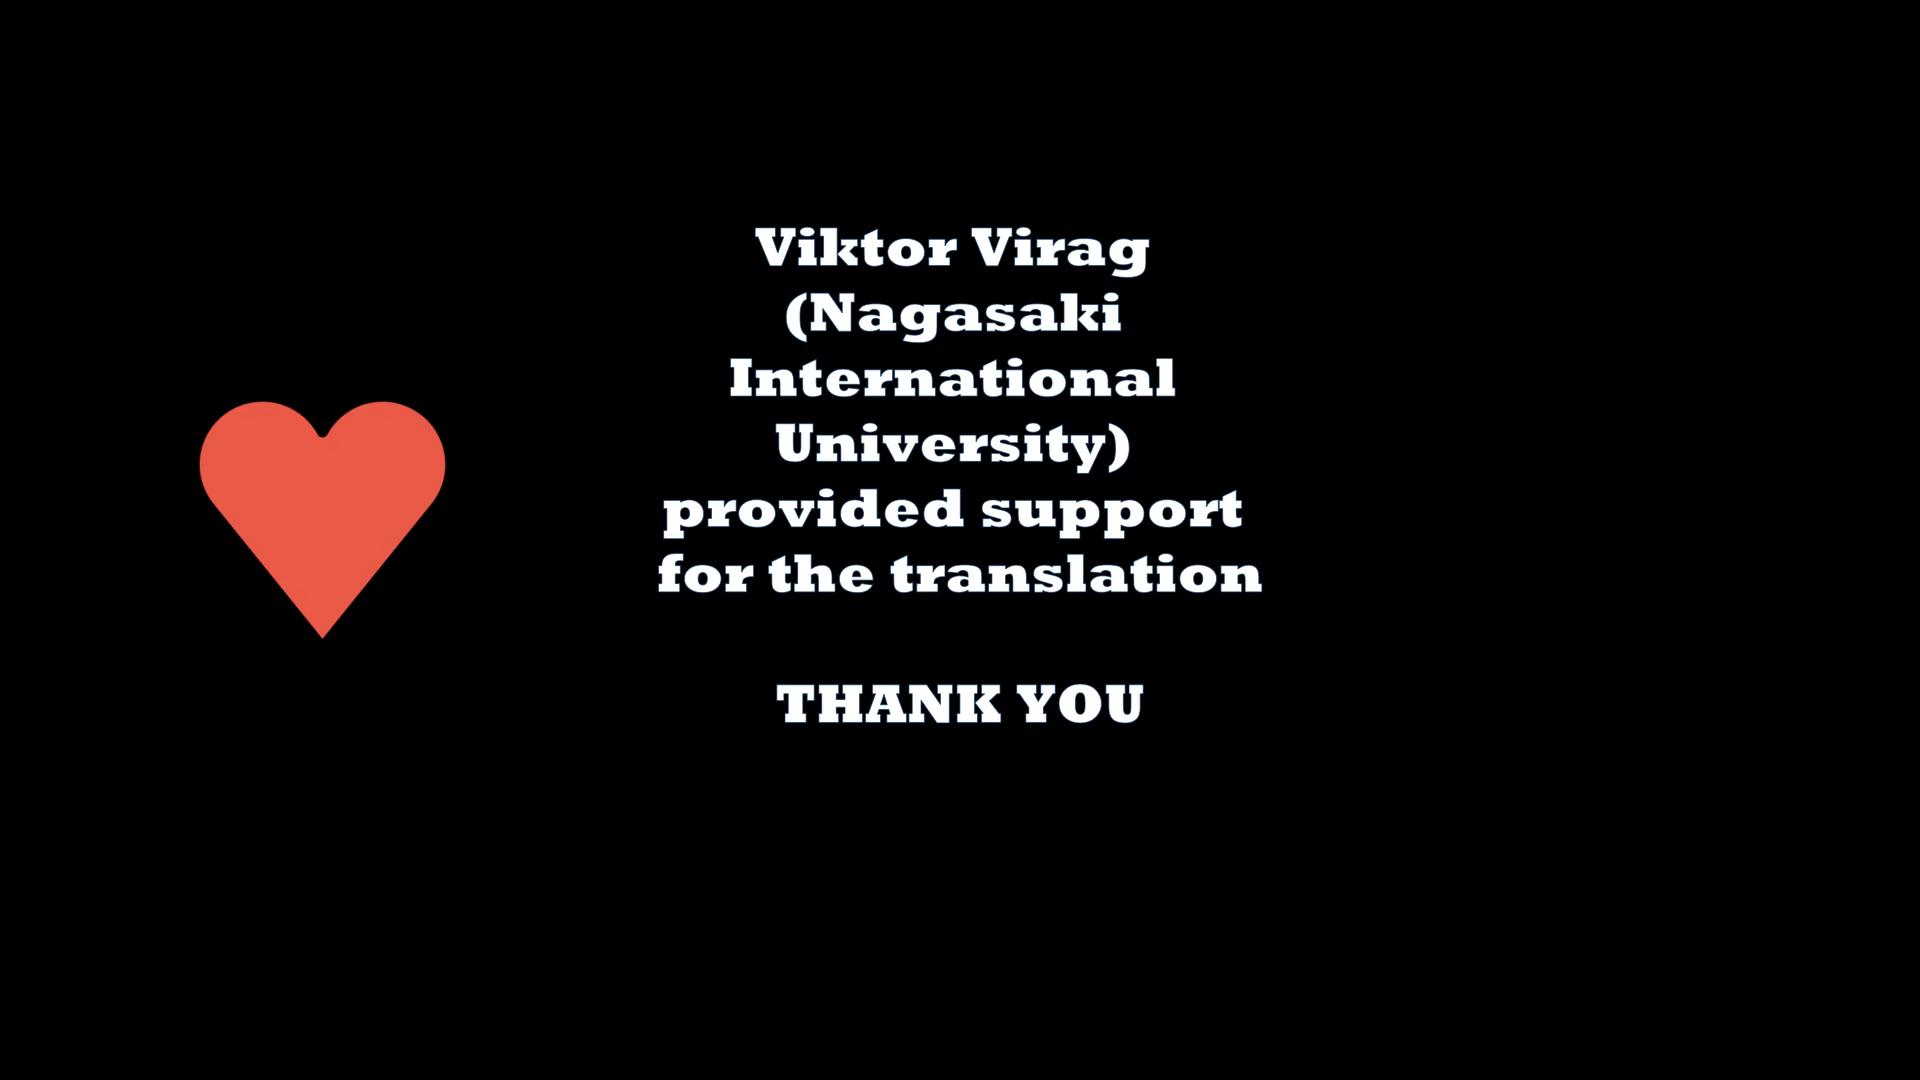 Viktor Virag
(Nagasaki
International
University)
provided support
for the translation
THANK YOU